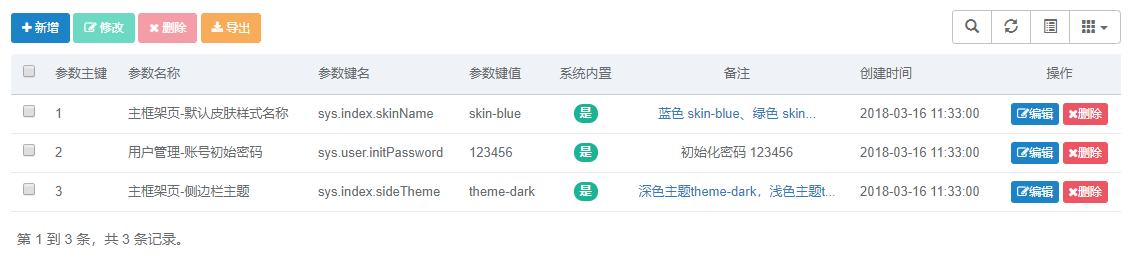 新增 修改 删除 导出
参数主键 参数名称 参数键名 参数键值 系统内置 备注 创建时间 操作
1 主框架页-默认皮肤样式名称 sys.index.skinName skin-blue 是 蓝色 skin-blue、绿色 skin... 2018-03-16 11:33:00 编辑 删除
2 用户管理-账号初始密码 sys.user.initPassword 123456 是 初始化密码 123456 2018-03-16 11:33:00 编辑 删除
3 主框架页-侧边栏主题 sys.index.sideTheme theme-dark 是 深色主题theme-dark，浅色主题t... 2018-03-16 11:33:00 编辑 删除
第 1 到 3 条，共 3 条记录。